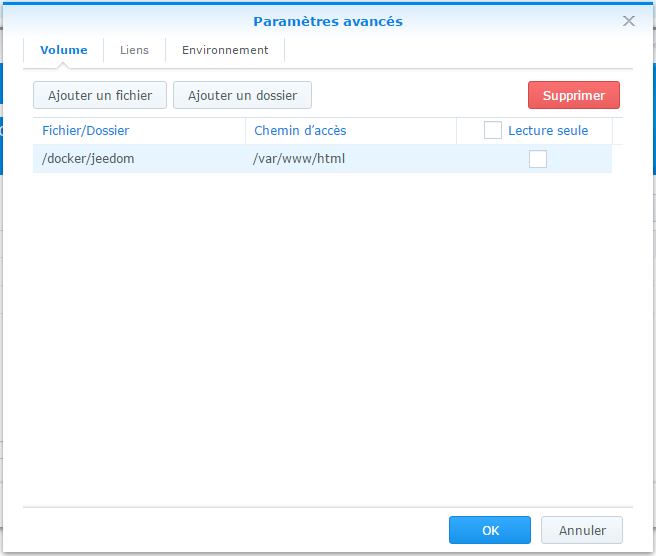 Paramètres avancés
Volume Liens Environnement
Ajouter un fichier Ajouter un dossier Supprimer
Fichier/Dossier Chemin d'accès Lecture seule
/docker/jeedom /var/www/html
OK Annuler